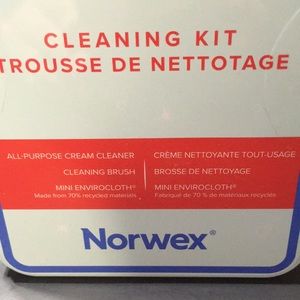 CLEANING KIT
TROUSSE DE NETTOTAGE
ALL-PURPOSE CREAM CLEANER
CLEANING BRUSH
MINI ENVIROCLOTH®
Made from 70% recycled materials
CRÈME NETTOYANTE TOUT-USAGE
BROSSE DE NETTOYAGE
MINI ENVIROCLOTH®
Fabriqué de 70 % de matériaux recyclés
Norwex®